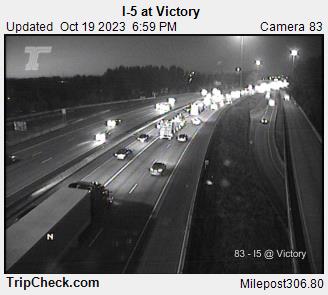 I-5 at Victory
Updated Oct 19 2023 6:59 PM Camera 83
T
N
83 - I5 @ Victory
TripCheck.com Milepost306.80